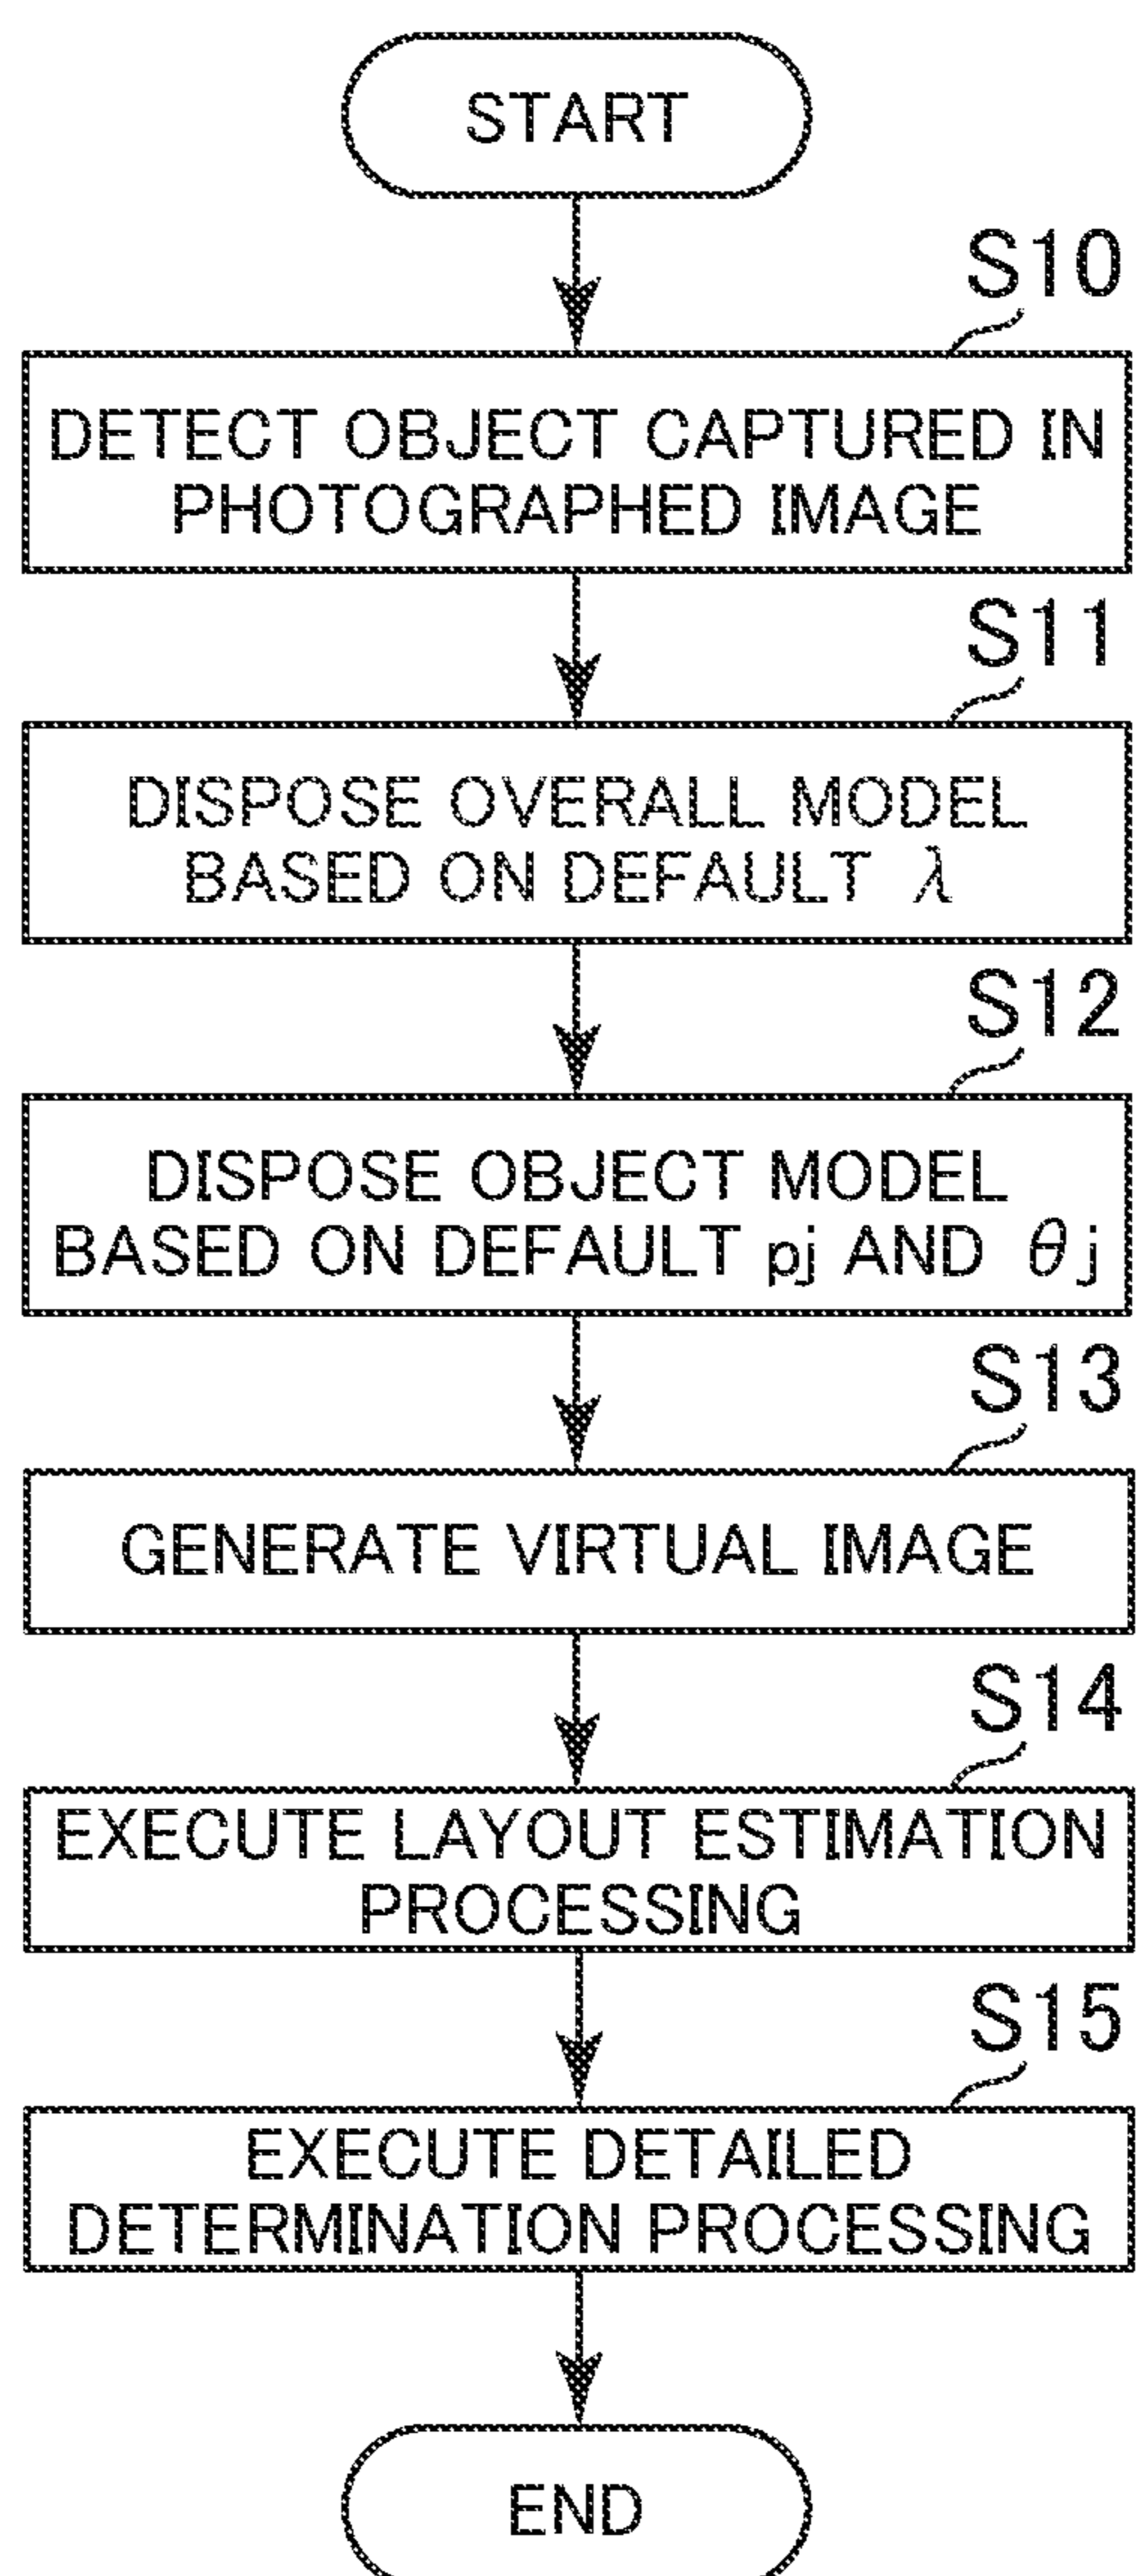 START
S10
DETECT OBJECT CAPTURED IN
PHOTOGRAPHED IMAGE
S11
DISPOSE OVERALL MODEL
BASED ON DEFAULT λ
S12
DISPOSE OBJECT MODEL
BASED ON DEFAULT pj AND θj
S13
GENERATE VIRTUAL IMAGE
S14
EXECUTE LAYOUT ESTIMATION
PROCESSING
S15
EXECUTE DETAILED
DETERMINATION PROCESSING
END